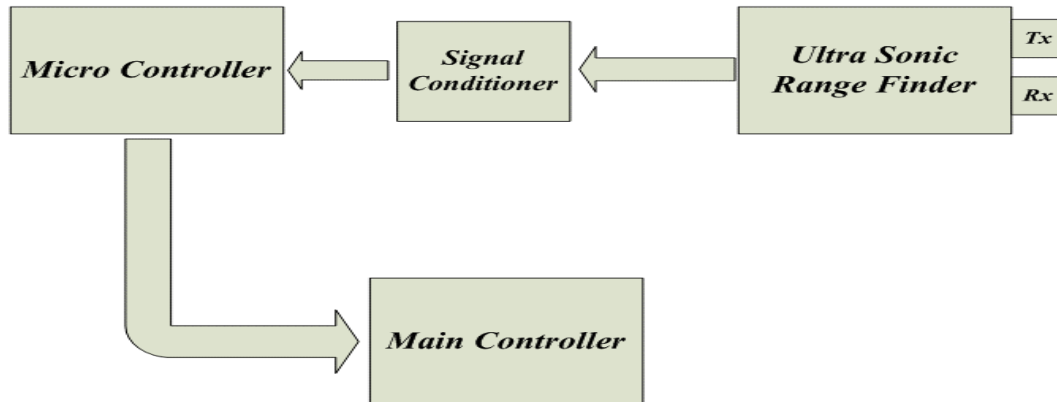 Micro Controller
Signal
Conditioner
Ultra Sonic
Range Finder
Tx
Rx
Main Controller